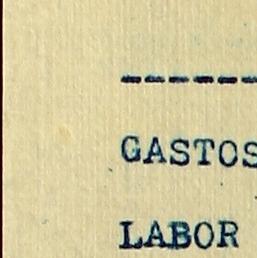 ------
GASTOS
LABOR